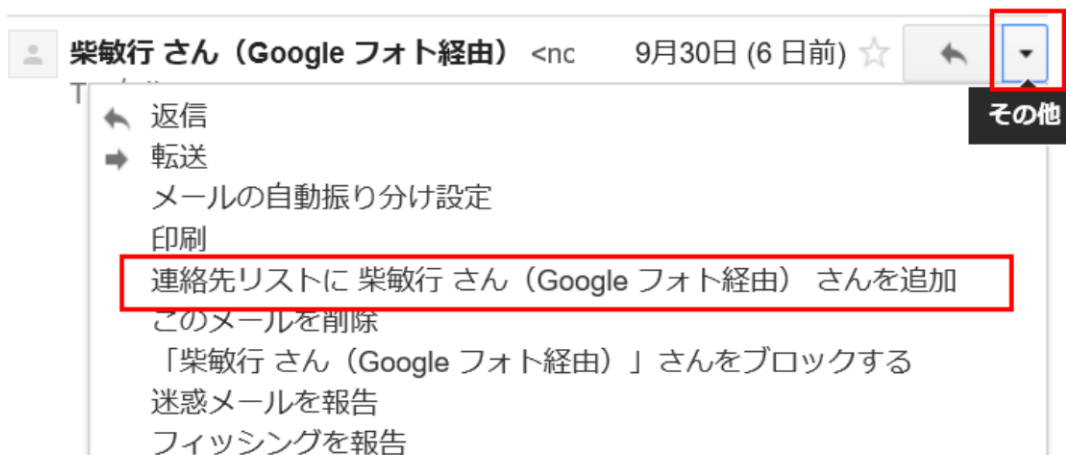 柴敏行 さん（Google フォト経由） <nc 9月30日 (6 日前)
その他
返信
転送
メールの自動振り分け設定
印刷
連絡先リストに 柴敏行 さん（Google フォト経由） さんを追加
このメールを削除
「柴敏行 さん（Google フォト経由）」さんをブロックする
迷惑メールを報告
フィッシングを報告